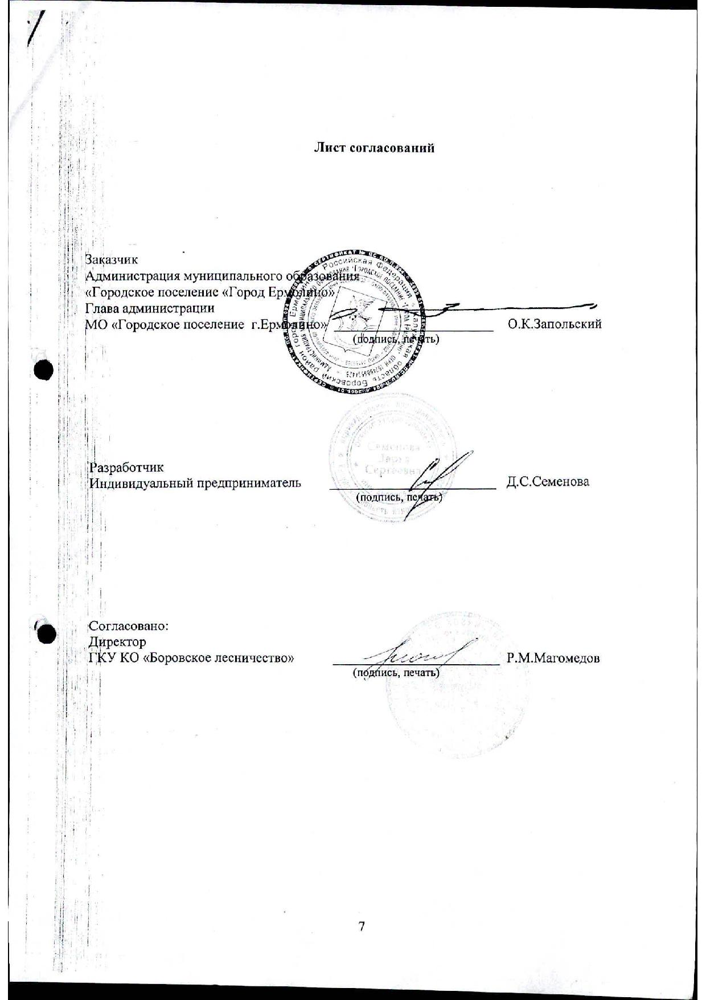 Лист согласований
Заказчик
Администрация муниципального образования
«Городское поселение «Город Ермолино»
Глава администрации
МО «Городское поселение г.Ермолино» О.К.Запольский
(подпись, печать)
Российская Федерация Калужская область Боровский район город Ермолино
Семенова
Дарья
Сергеевна
Разработчик
Индивидуальный предприниматель Д.С.Семенова
(подпись, печать)
Согласовано:
Директор
ГКУ КО «Боровское лесничество» Р.М.Магомедов
(подпись, печать)
7